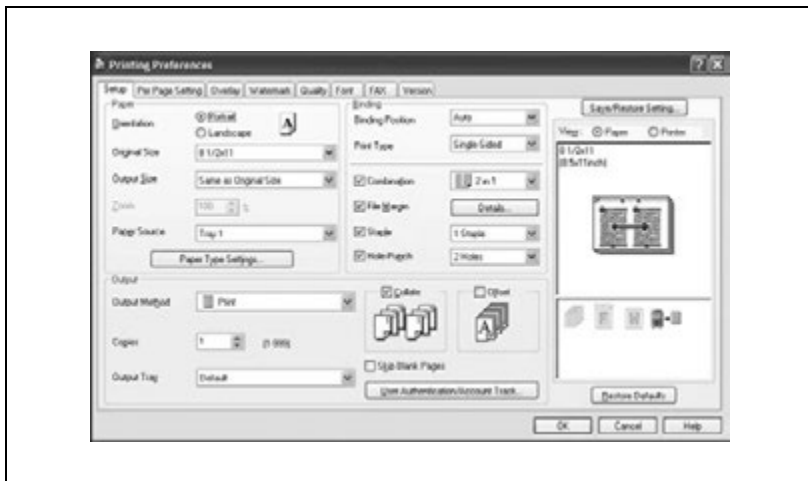 Printing Preferences
Setup Per Page Setting Overlay Watermark Quality Font FAX Version
Paper
Orientation
Portrait
Landscape
A
Original Size
8 1/2x11
Output Size
Same as Original Size
Zoom
100 %
Paper Source
Tray 1
Paper Type Settings...
Binding
Binding Position
Auto
Print Type
Single Sided
Combination
2 in 1
File Margin
Details...
Staple
1 Staple
Hole-Punch
2 Holes
Output
Output Method
Print
Copies
1
Output Tray
Default
Collate
Offset
A
Skip Blank Pages
User Authentication/Account Track...
Save/Restore Setting...
View: Paper Printer
8 1/2x11
(8.5x11inch)
Restore Defaults
OK Cancel Help